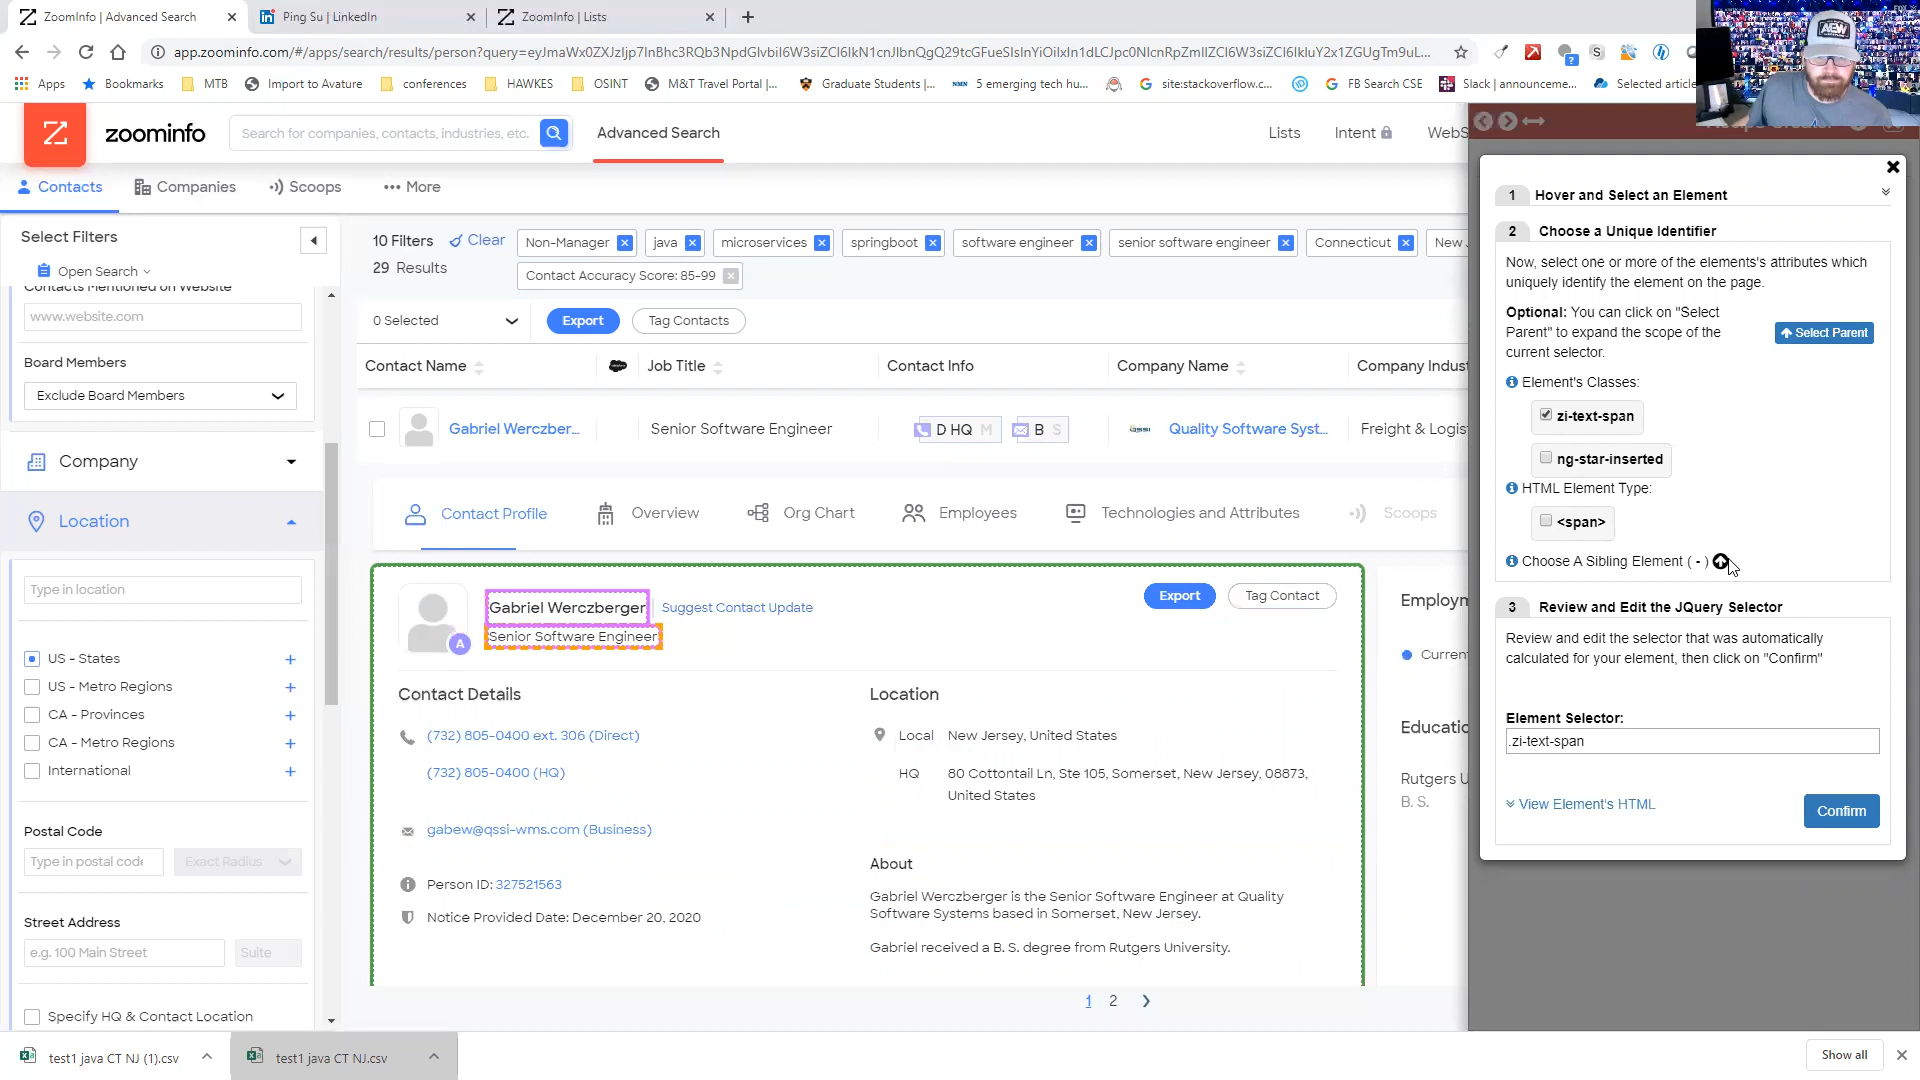 ZoomInfo | Advanced Search
Ping Su | LinkedIn
ZoomInfo | Lists
app.zoominfo.com/#/apps/search/results/person?query=
Apps
Bookmarks
MTB
Import to Avature
conferences
HAWKES
OSINT
M&T Travel Portal |...
Graduate Students |...
5 emerging tech hu...
site:stackoverflow.c...
FB Search CSE
Slack | announceme...
Selected article
AEW
zoominfo
Search for companies, contacts, industries, etc.
Advanced Search
Lists
Intent
WebS
Contacts
Companies
Scoops
••• More
Select Filters
Open Search
Contacts Mentioned on Website
www.website.com
Board Members
Exclude Board Members
Company
Location
Type in location
US - States
US - Metro Regions
CA - Provinces
CA - Metro Regions
International
Postal Code
Type in postal code
Exact Radius
Street Address
e.g. 100 Main Street
Suite
Specify HQ & Contact Location
10 Filters
Clear
29 Results
Non-Manager
java
microservices
springboot
software engineer
senior software engineer
Connecticut
New
Contact Accuracy Score: 85-99
0 Selected
Export
Tag Contacts
Contact Name
Job Title
Contact Info
Company Name
Company Indust
Gabriel Werczber...
Senior Software Engineer
D HQ M
B S
Quality Software Syst...
Freight & Logis
Contact Profile
Overview
Org Chart
Employees
Technologies and Attributes
Scoops
Gabriel Werczberger
Suggest Contact Update
Senior Software Engineer
A
Export
Tag Contact
Contact Details
(732) 805-0400 ext. 306 (Direct)
(732) 805-0400 (HQ)
gabew@qssi-wms.com (Business)
Person ID: 327521563
Notice Provided Date: December 20, 2020
Location
Local New Jersey, United States
HQ 80 Cottontail Ln, Ste 105, Somerset, New Jersey, 08873,
United States
About
Gabriel Werczberger is the Senior Software Engineer at Quality
Software Systems based in Somerset, New Jersey.
Gabriel received a B. S. degree from Rutgers University.
Employm
Current
Educatio
Rutgers U
B. S.
1 2
1 Hover and Select an Element
2 Choose a Unique Identifier
Now, select one or more of the elements's attributes which
uniquely identify the element on the page.
Optional: You can click on "Select
Parent" to expand the scope of the
current selector.
Select Parent
Element's Classes:
zi-text-span
ng-star-inserted
HTML Element Type:
<span>
Choose A Sibling Element ( - )
3 Review and Edit the JQuery Selector
Review and edit the selector that was automatically
calculated for your element, then click on "Confirm"
Element Selector:
.zi-text-span
View Element's HTML
Confirm
test1 java CT NJ (1).csv
test1 java CT NJ.csv
Show all